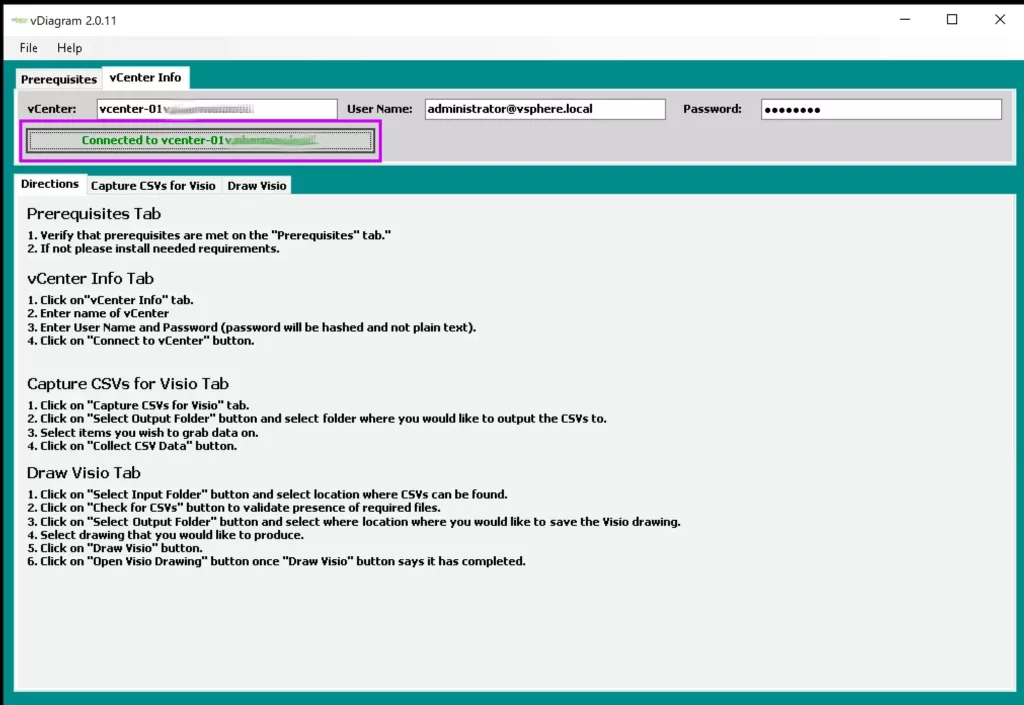 vDiagram 2.0.11
File Help
Prerequisites vCenter Info
vCenter: vcenter-01 User Name: administrator@vsphere.local Password: ●●●●●●●●
Connected to vcenter-01
Directions Capture CSVs for Visio Draw Visio
Prerequisites Tab
1. Verify that prerequisites are met on the "Prerequisites" tab."
2. If not please install needed requirements.
vCenter Info Tab
1. Click on"vCenter Info" tab.
2. Enter name of vCenter
3. Enter User Name and Password (password will be hashed and not plain text).
4. Click on "Connect to vCenter" button.
Capture CSVs for Visio Tab
1. Click on "Capture CSVs for Visio" tab.
2. Click on "Select Output Folder" button and select folder where you would like to output the CSVs to.
3. Select items you wish to grab data on.
4. Click on "Collect CSV Data" button.
Draw Visio Tab
1. Click on "Select Input Folder" button and select location where CSVs can be found.
2. Click on "Check for CSVs" button to validate presence of required files.
3. Click on "Select Output Folder" button and select where location where you would like to save the Visio drawing.
4. Select drawing that you would like to produce.
5. Click on "Draw Visio" button.
6. Click on "Open Visio Drawing" button once "Draw Visio" button says it has completed.